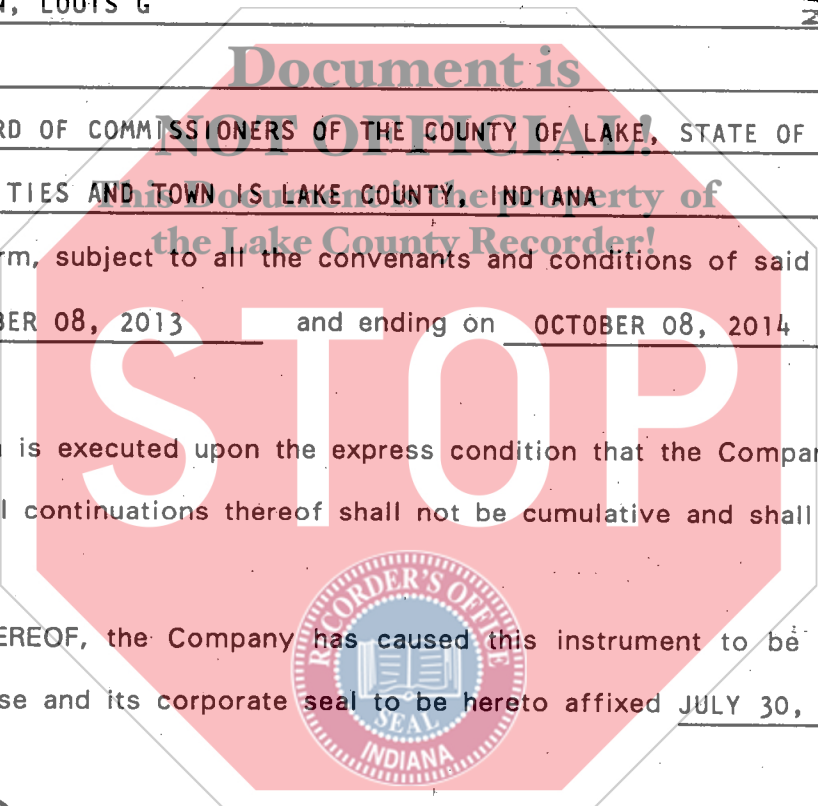 , LOUIS G
Document is
RD OF COMMISSIONERS OF THE COUNTY OF LAKE, STATE OF
NOT OFFICIAL!
TIES AND TOWN IS LAKE COUNTY, INDIANA
This Document is the property of
the Lake County Recorder!
rm, subject to all the convenants and conditions of said
BER 08, 2013 and ending on OCTOBER 08, 2014
STOP
is executed upon the express condition that the Compan
l continuations thereof shall not be cumulative and shall
RECORDER'S OFFICE
EREOF, the Company has caused this instrument to be
se and its corporate seal to be hereto affixed JULY 30,
SEAL
INDIANA